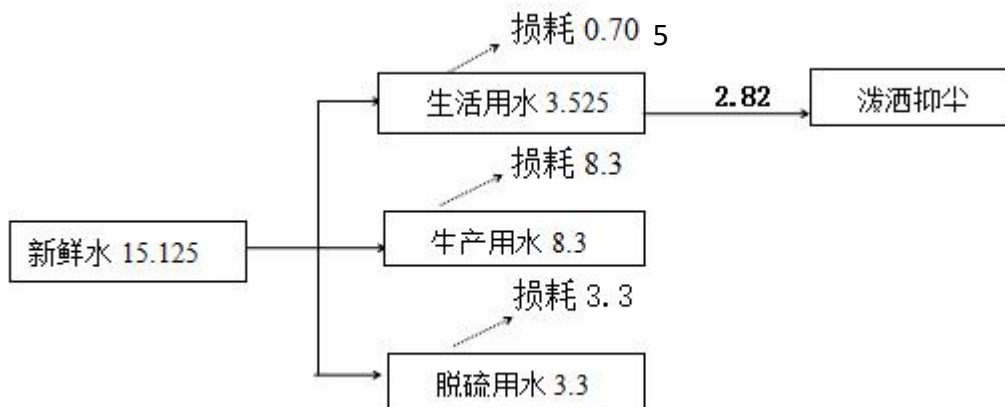 损耗 0.70 5
生活用水 3.525
2.82
泼洒抑尘
损耗 8.3
新鲜水 15.125
生产用水 8.3
损耗 3.3
脱硫用水 3.3